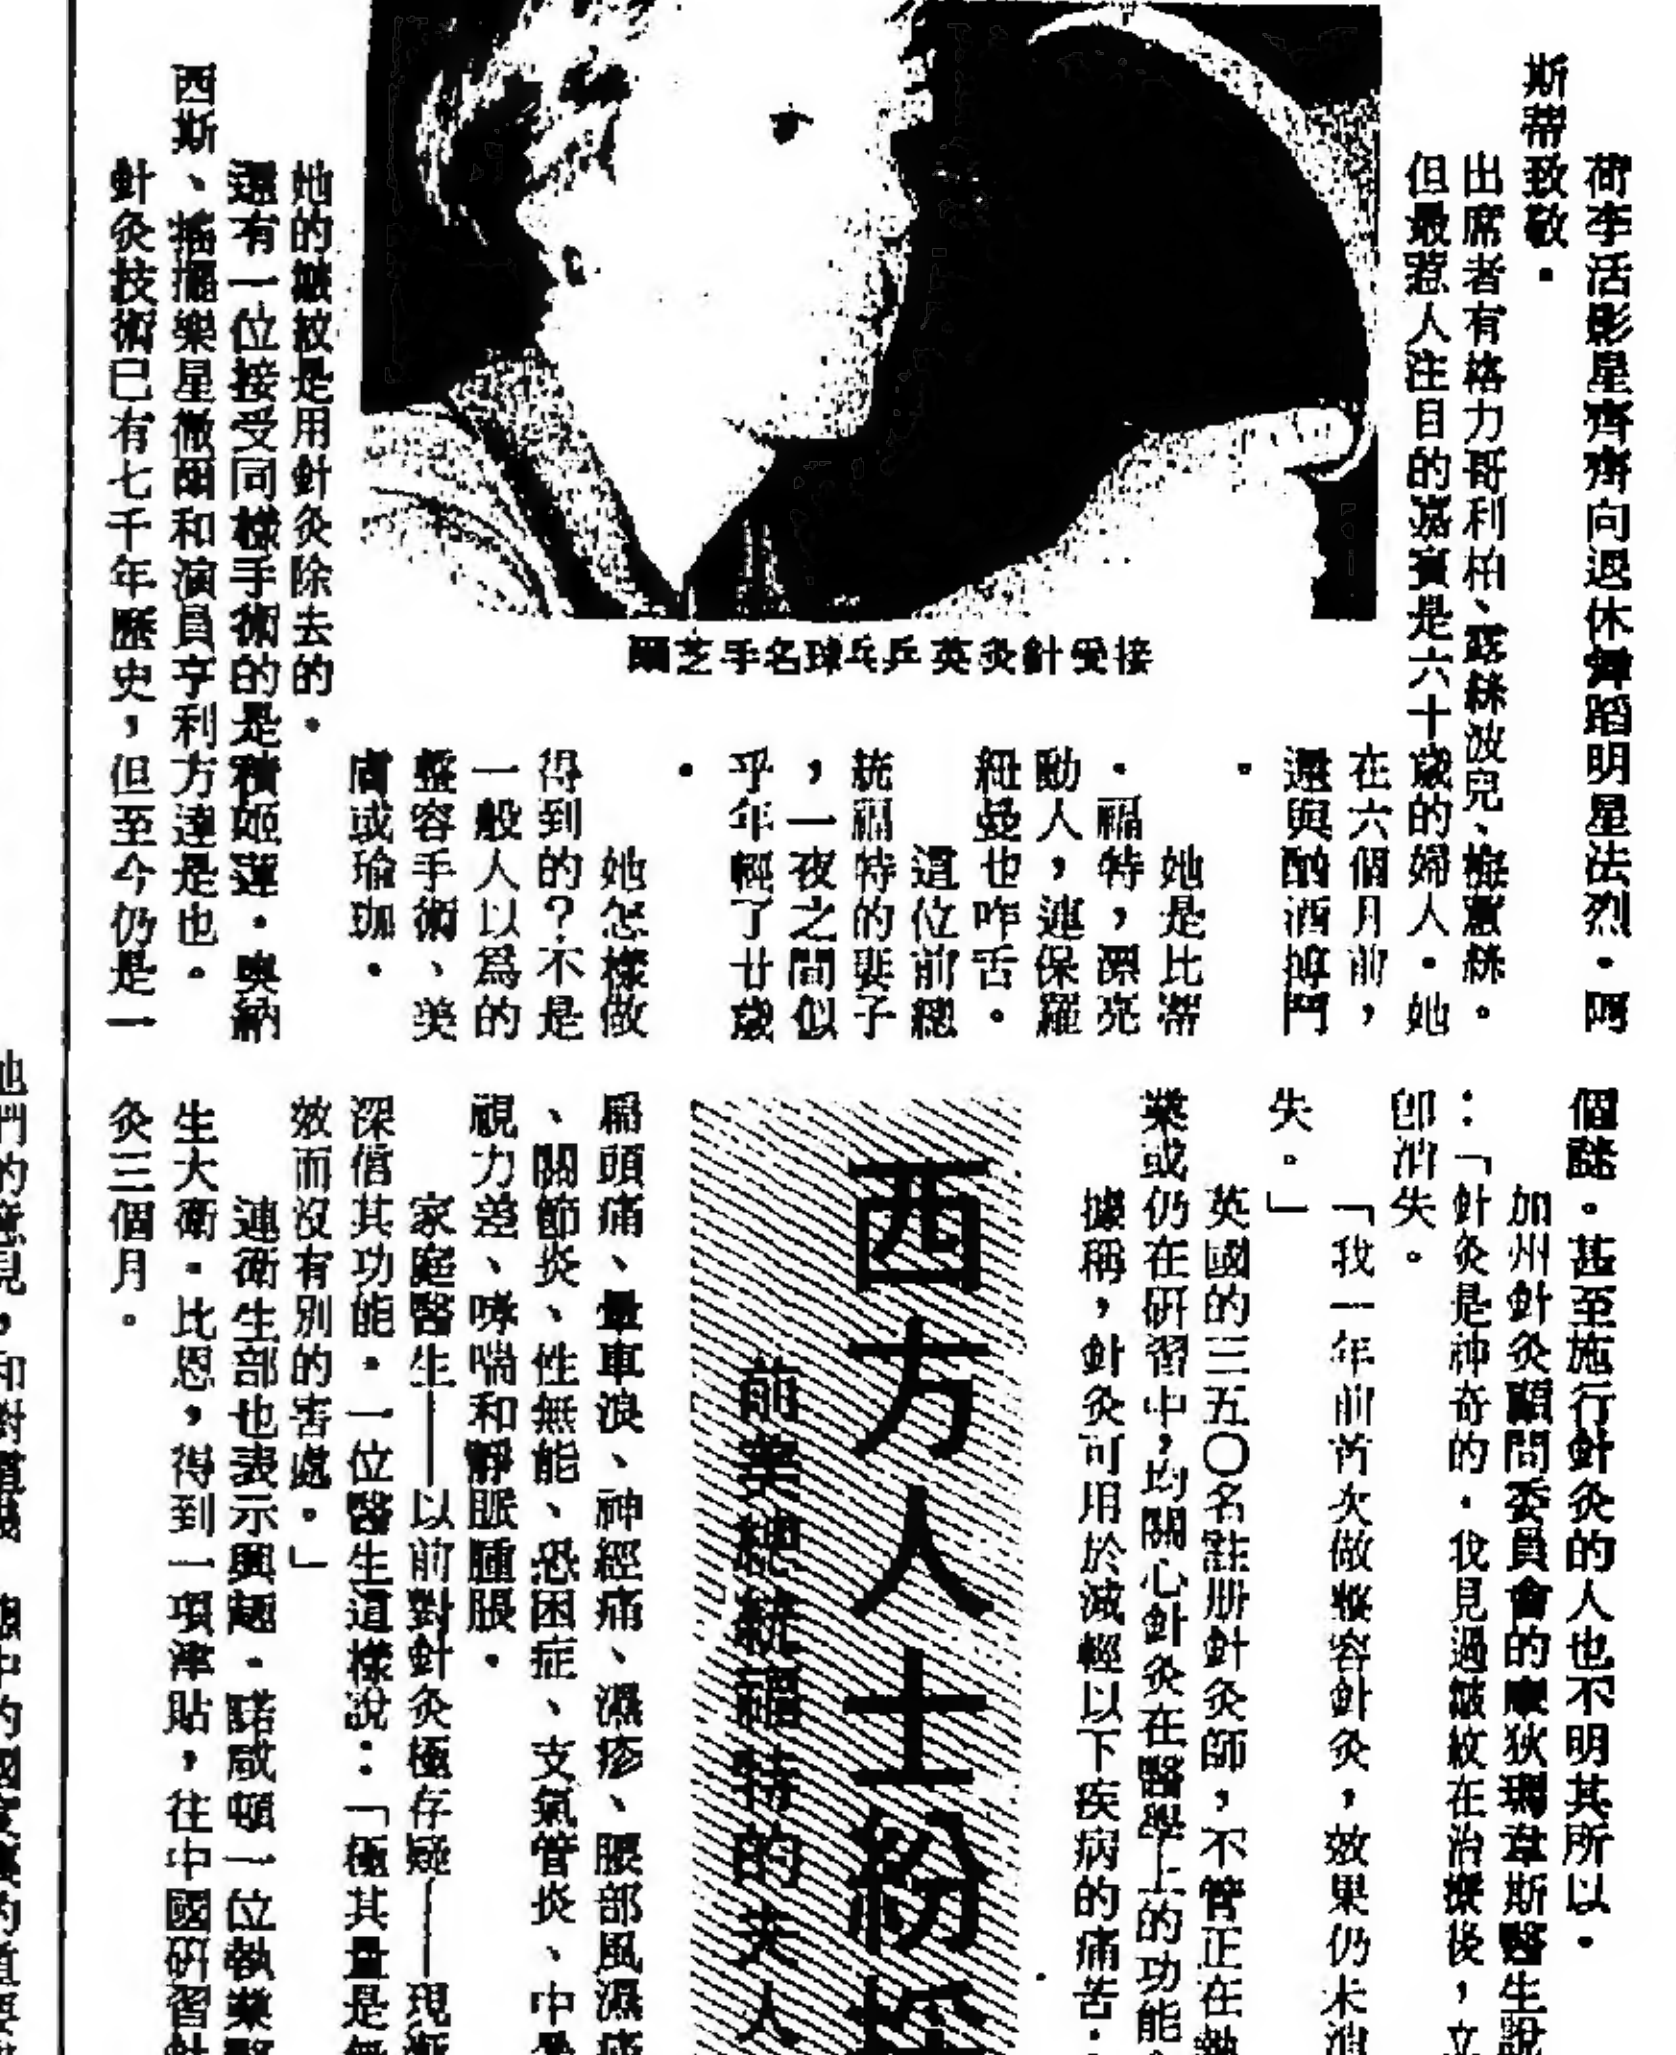 荷李活影星齊齊向退休舞蹈明星法烈·阿
斯蒂致敬。
出席者有格力哥利柏、露絲波兒、梅蕙絲。
但最惹人注目的嘉賓是六十歲的婦人。她
在六個月前，
還與酗酒搏鬥
。
她是比蒂
·福特，漂亮
動人，連保羅
紐曼也咋舌。
這位前總
統福特的妻子
，一夜之間似
乎年輕了廿歲
。
她怎樣做
得到的？不是
一般人以爲的
整容手術、美
膚或瑜珈。
接受針灸英乒乓球名手芝爾
她的皺紋是用針灸除去的。
還有一位接受同樣手術的是積姬蓮·奥納
西斯、搖擺樂星徹爾和演員亨利方達是也。
針灸技術已有七千年歷史，但至今仍是一
個謎。甚至施行針灸的人也不明其所以。
加州針灸顧問委員會的 狄 韋斯醫生說
：「針灸是神奇的。我見過皺紋在治療後，立
卽消失。
「我一年前首次做整容針灸，效果仍未消
失。」
英國的三五〇名註册針灸師，不管正在執
業或仍在研習中，均關心針灸在醫學上的功能
據稱，針灸可用於減輕以下疾病的痛苦：
西方人士紛
前業總統福特的夫人
扁頭痛、暈車浪、神經痛、濕疹、腰部風濕痛
、關節炎、性無能、恐困症、支氣管炎、中
視力差、哮喘和靜脈腫脹。
家庭醫生——以前對針灸極存疑——現漸
深信其功能。一位醫生這樣說：「極其量是無
效而沒有別的害處。」
連衛生部也表示興趣。諾咸頓一位執業醫
生大衛·比恩，得到一項津貼，往中國研習針
灸三個月。